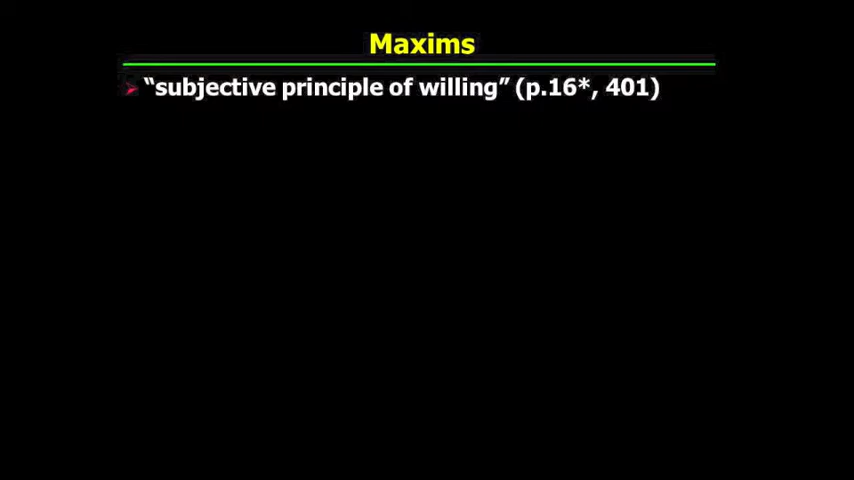 Maxims
“subjective principle of willing” (p.16*, 401)